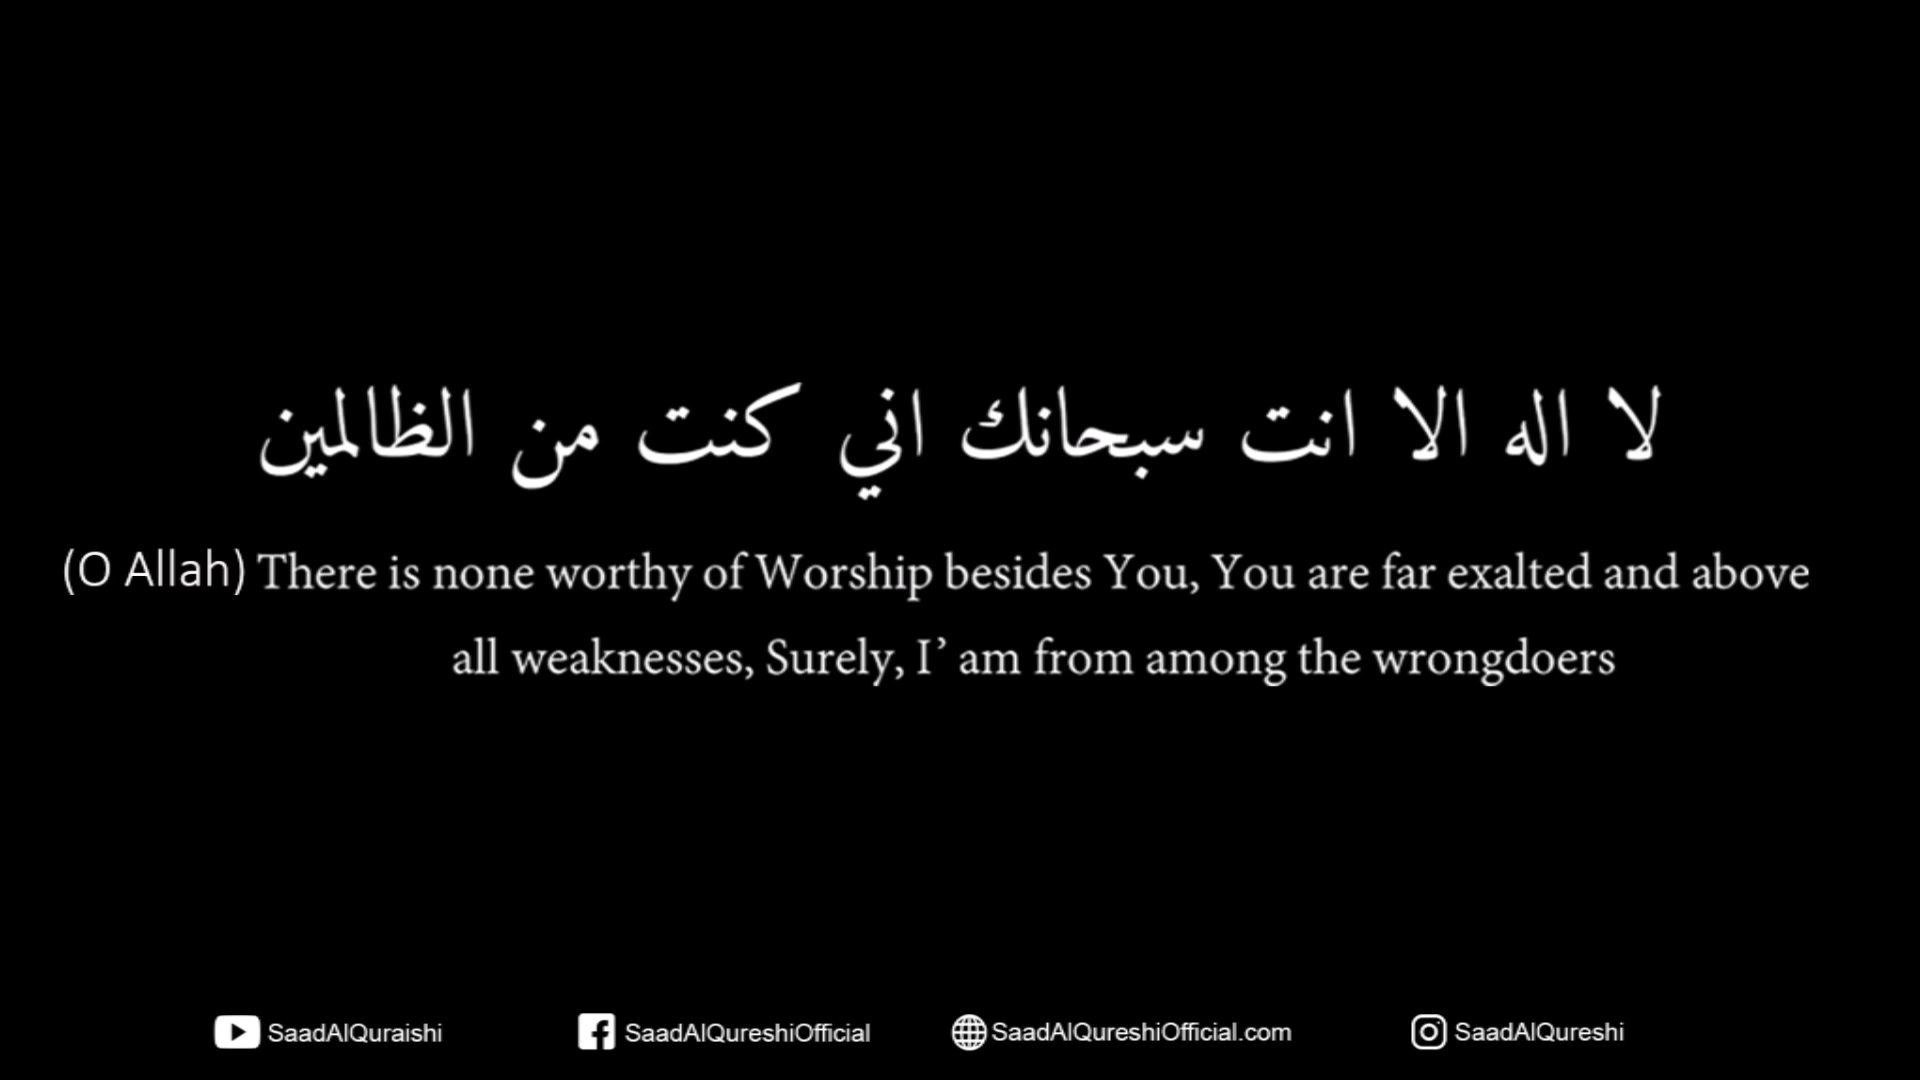 لا اله الا انت سبحانك اني كنت من الظالمين
(O Allah) There is none worthy of Worship besides You, You are far exalted and above
all weaknesses, Surely, I’ am from among the wrongdoers
SaadAlQuraishi SaadAlQureshiOfficial SaadAlQureshiOfficial.com SaadAlQureshi